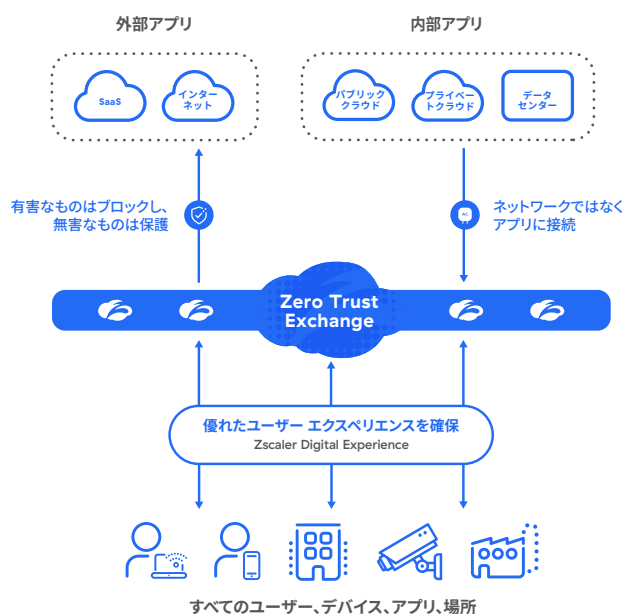 外部アプリ
内部アプリ
SaaS
インター
ネット
パブリック
クラウド
プライベー
トクラウド
データ
センター
有害なものはブロックし、
無害なものは保護
AC
ネットワークではなく
アプリに接続
Zero Trust
Exchange
優れたユーザー エクスペリエンスを確保
Zscaler Digital Experience
すべてのユーザー、デバイス、アプリ、場所